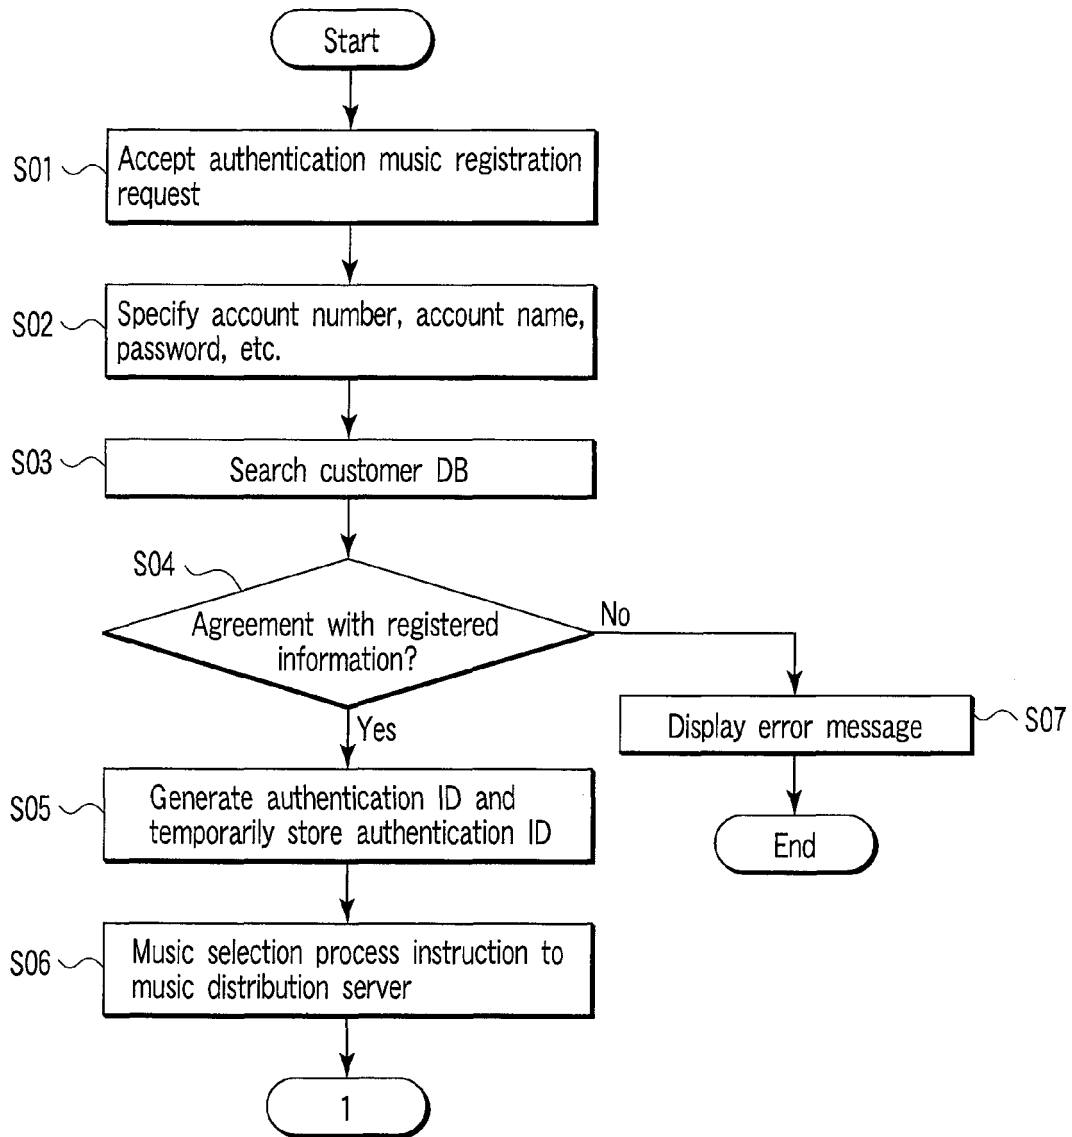 Start
S01
Accept authentication music registration
request
S02
Specify account number, account name,
password, etc.
S03
Search customer DB
S04
Agreement with registered
information?
No
Yes
Display error message
S07
S05
Generate authentication ID and
temporarily store authentication ID
End
S06
Music selection process instruction to
music distribution server
1